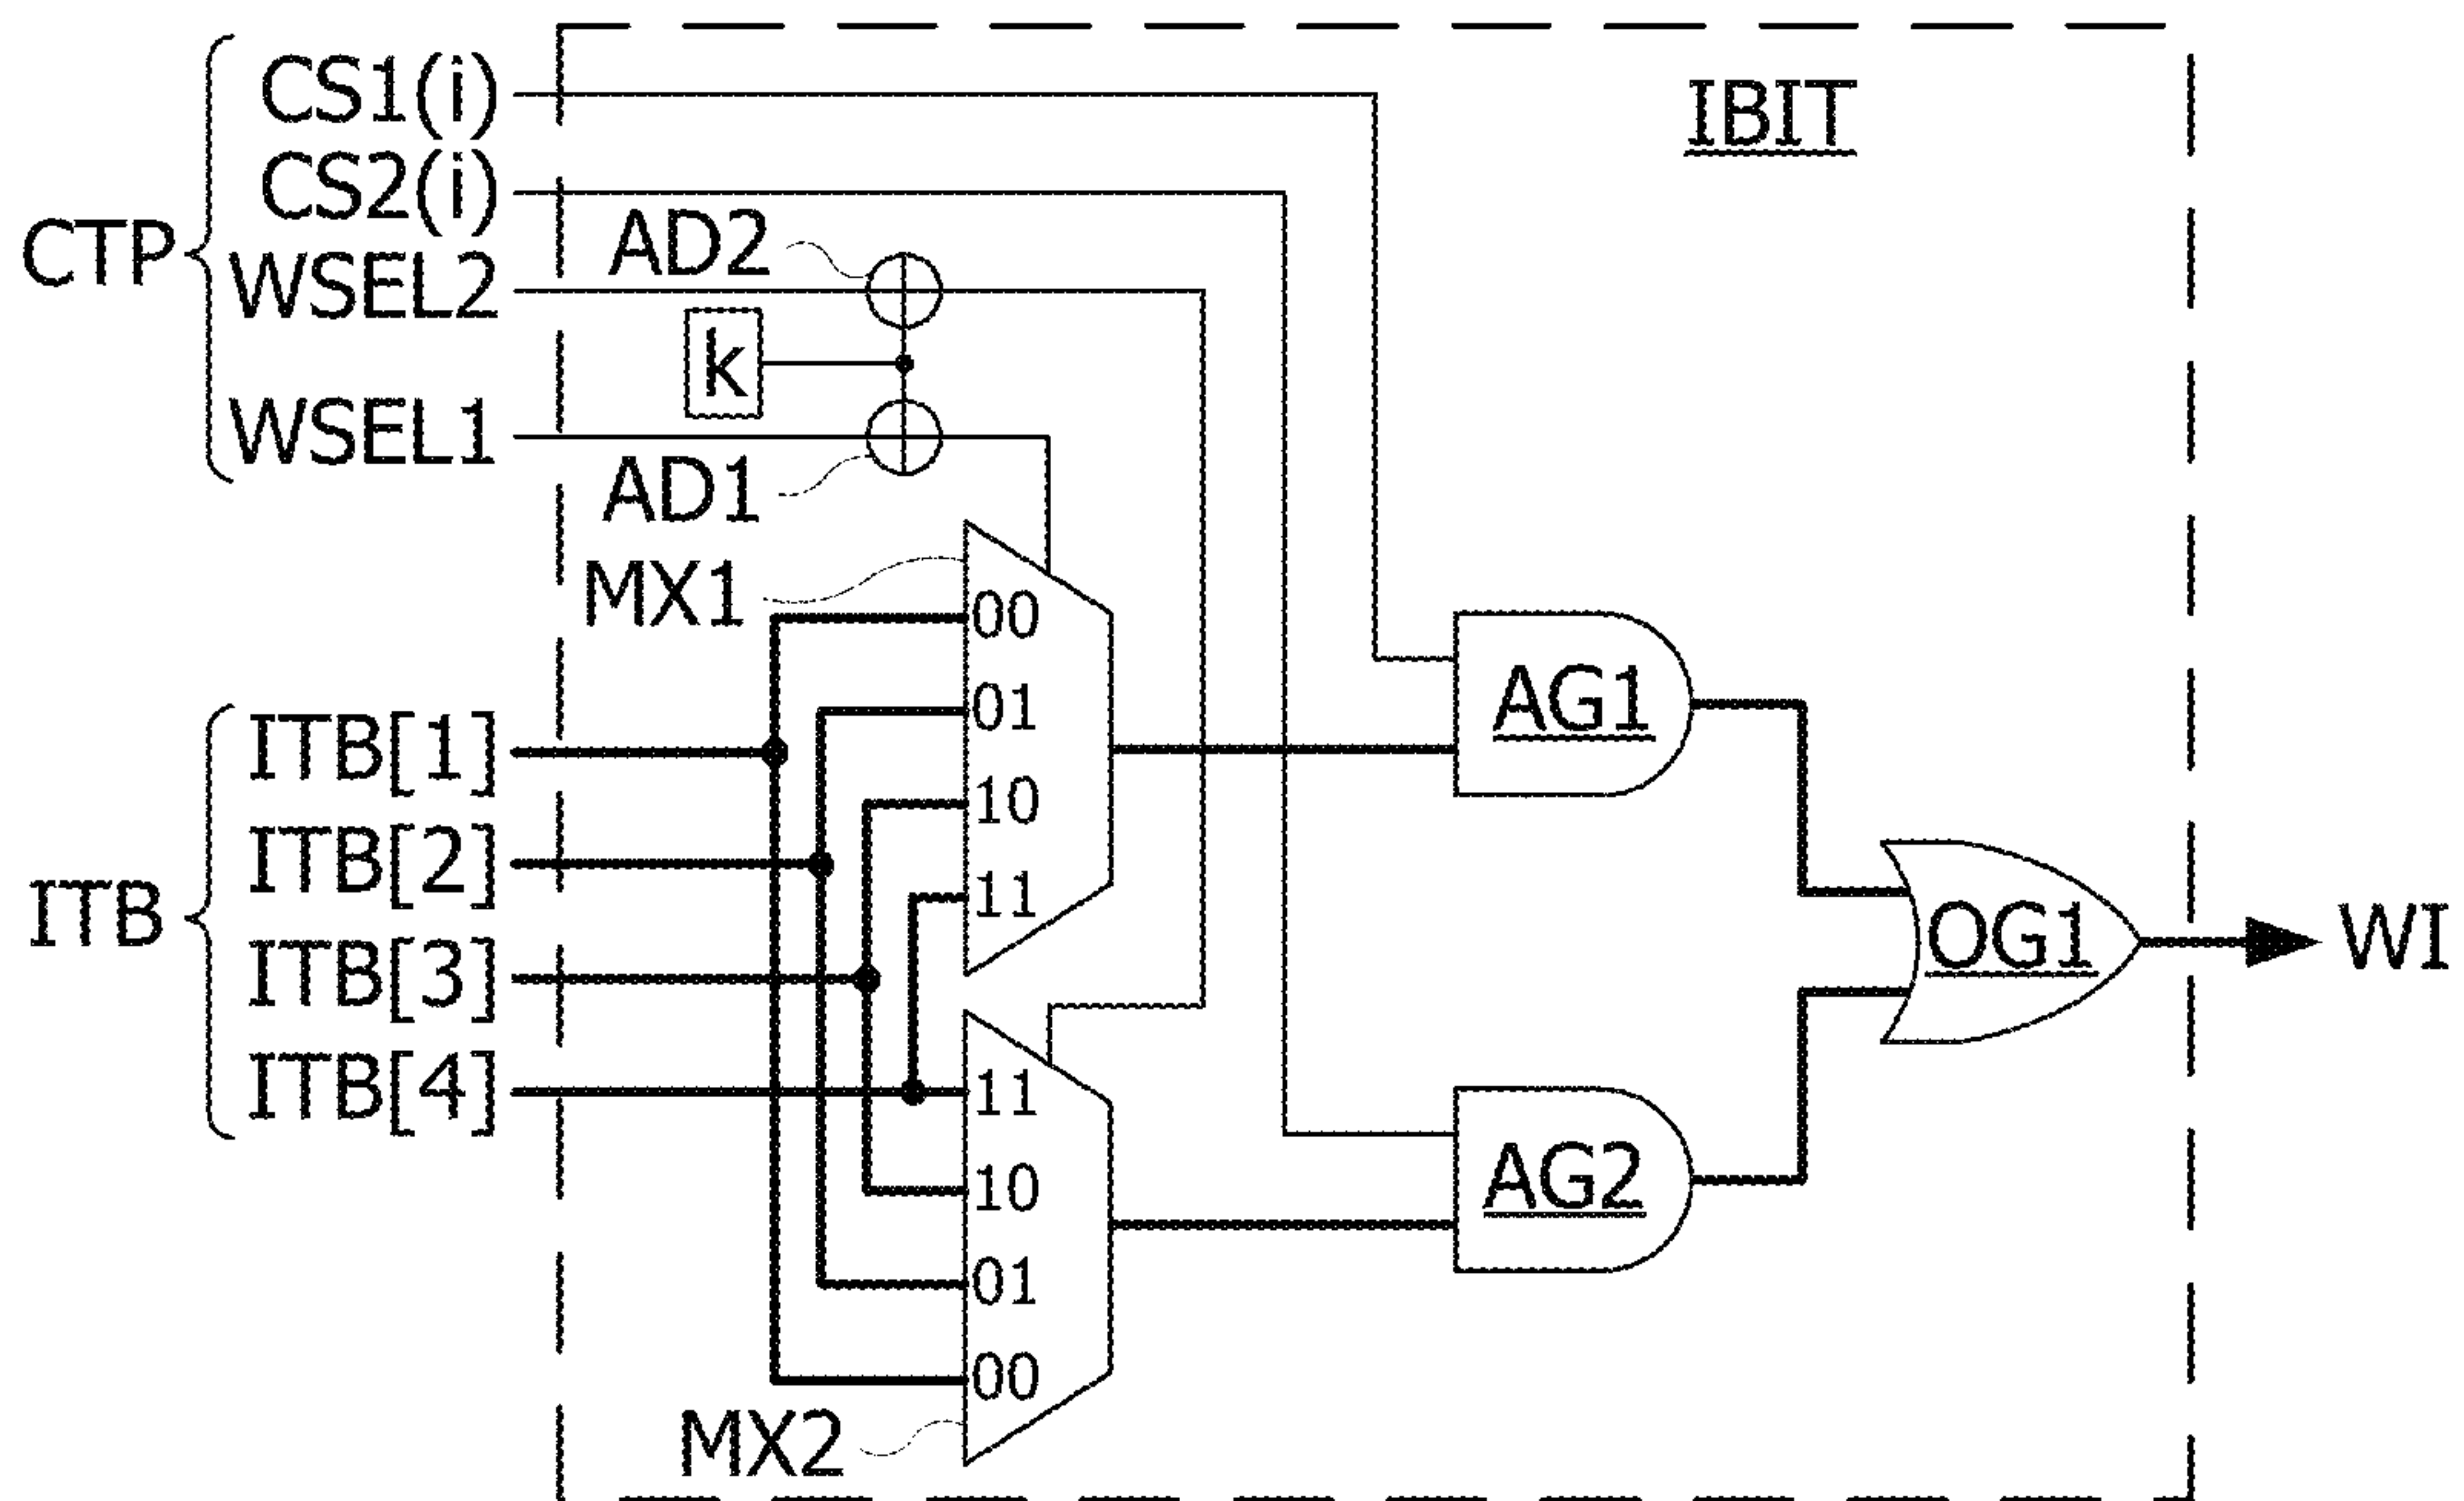 CS1(i)
IBIT
CS2(i)
CTP
AD2
WSEL2
k
WSEL1
AD1
MX1
00
01
10
11
AG1
ITB
ITB[1]
ITB[2]
ITB[3]
ITB[4]
OG1
WI
11
10
01
00
AG2
MX2